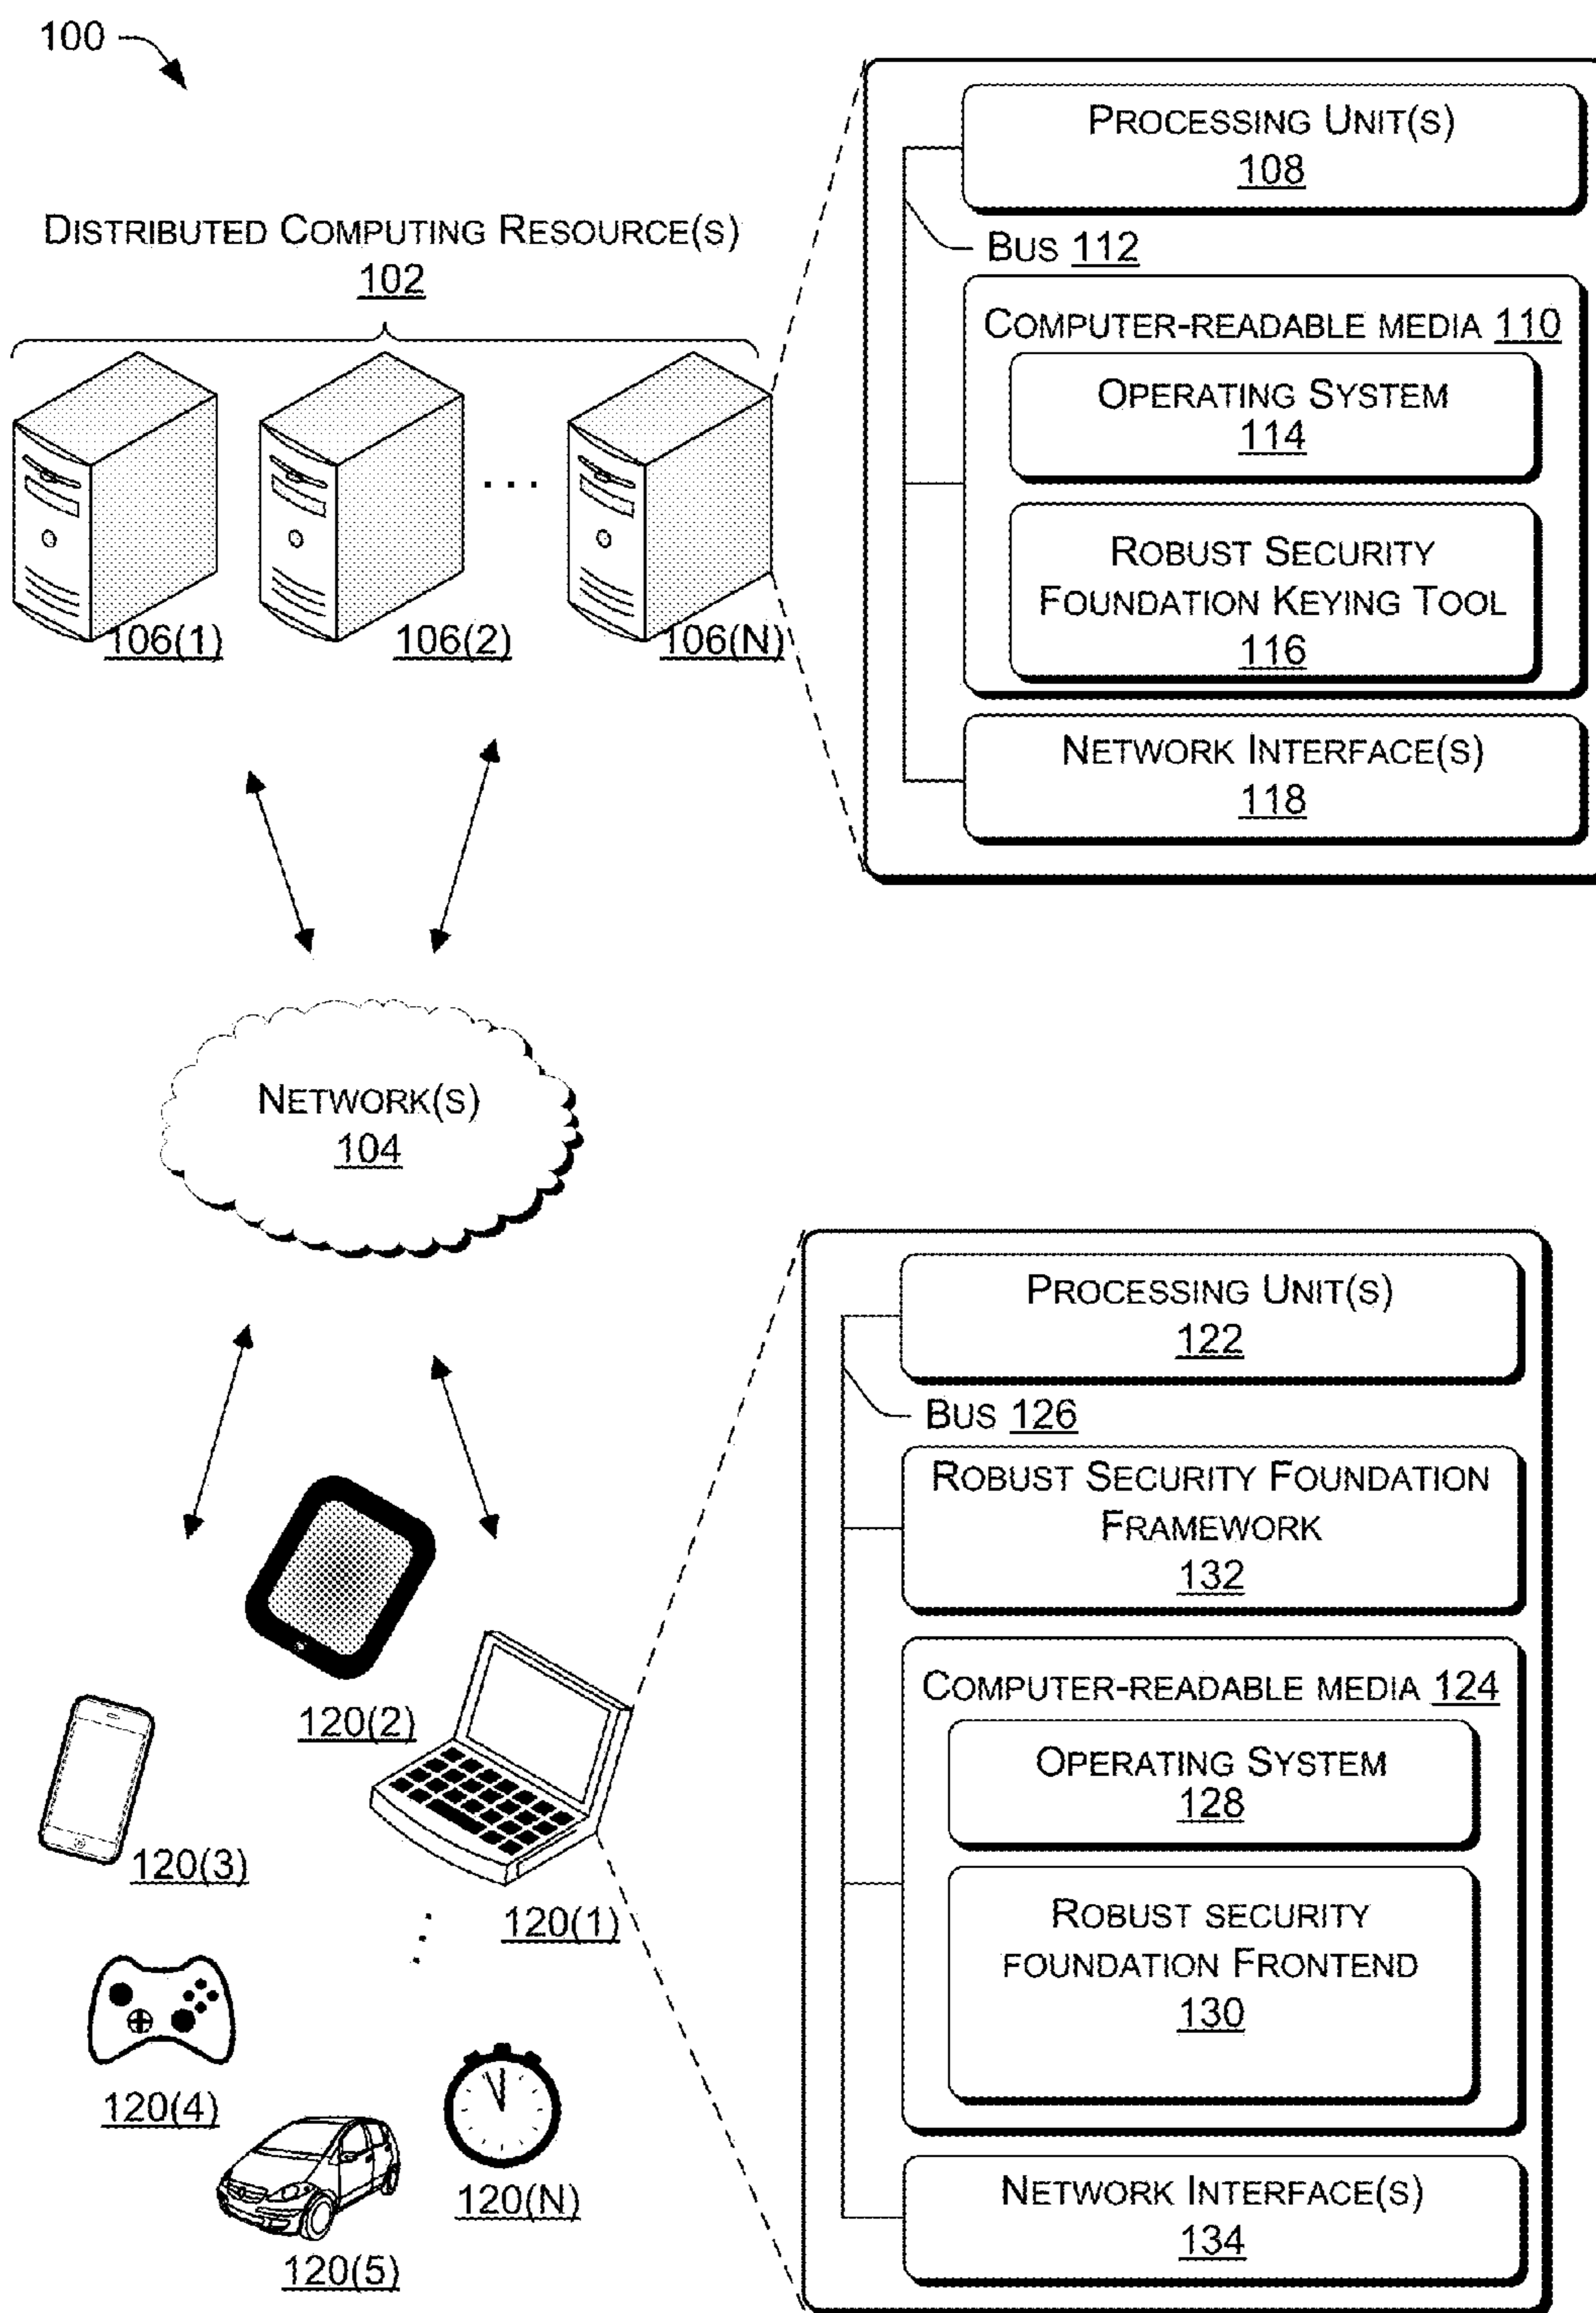 100
DISTRIBUTED COMPUTING RESOURCE(S)
102
106(1)
106(2)
...
106(N)
PROCESSING UNIT(S)
108
BUS 112
COMPUTER-READABLE MEDIA 110
OPERATING SYSTEM
114
ROBUST SECURITY
FOUNDATION KEYING TOOL
116
NETWORK INTERFACE(S)
118
NETWORK(S)
104
120(2)
120(3)
120(1)
120(4)
120(N)
120(5)
PROCESSING UNIT(S)
122
BUS 126
ROBUST SECURITY FOUNDATION
FRAMEWORK
132
COMPUTER-READABLE MEDIA 124
OPERATING SYSTEM
128
ROBUST SECURITY
FOUNDATION FRONTEND
130
NETWORK INTERFACE(S)
134